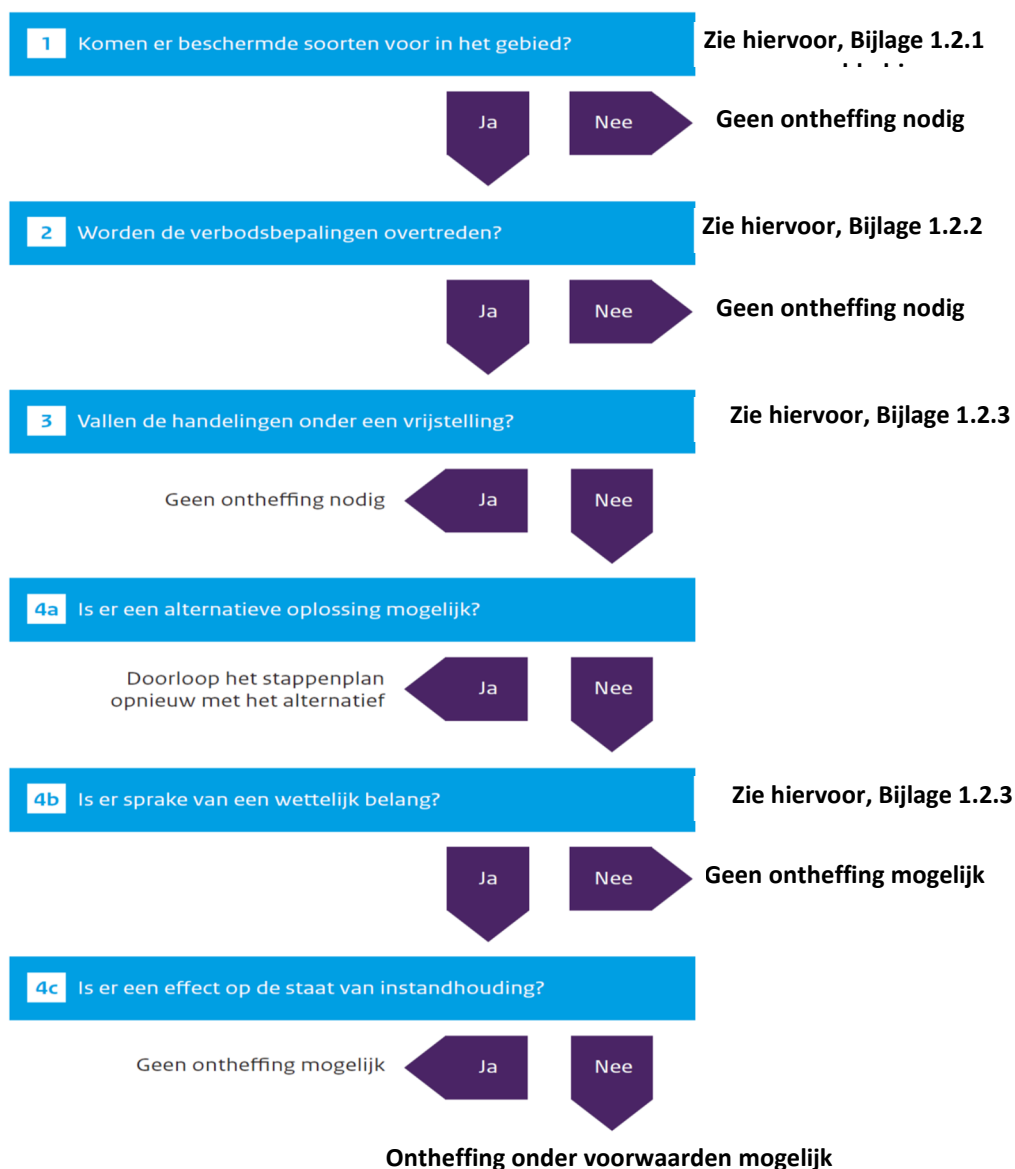 1 Komen er beschermde soorten voor in het gebied? Zie hiervoor, Bijlage 1.2.1
Ja Nee Geen ontheffing nodig
2 Worden de verbodsbepalingen overtreden? Zie hiervoor, Bijlage 1.2.2
Ja Nee Geen ontheffing nodig
3 Vallen de handelingen onder een vrijstelling? Zie hiervoor, Bijlage 1.2.3
Geen ontheffing nodig Ja Nee
4a Is er een alternatieve oplossing mogelijk?
Doorloop het stappenplan
opnieuw met het alternatief
Ja Nee
4b Is er sprake van een wettelijk belang? Zie hiervoor, Bijlage 1.2.3
Ja Nee Geen ontheffing mogelijk
4c Is er een effect op de staat van instandhouding?
Geen ontheffing mogelijk Ja Nee
Ontheffing onder voorwaarden mogelijk